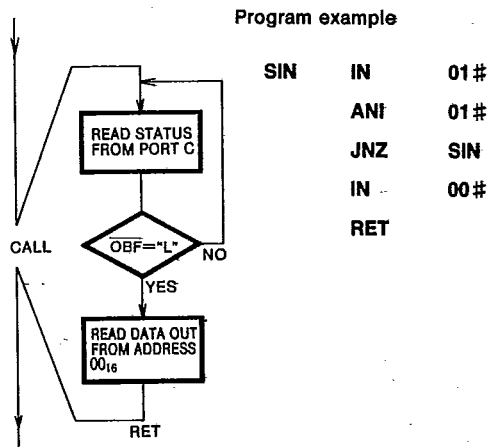 Program example
SIN IN 01#
ANI 01#
JNZ SIN
IN 00#
RET
READ STATUS
FROM PORT C
CALL
O̅B̅F̅="L"
NO
YES
READ DATA OUT
FROM ADDRESS
00₁₆
RET